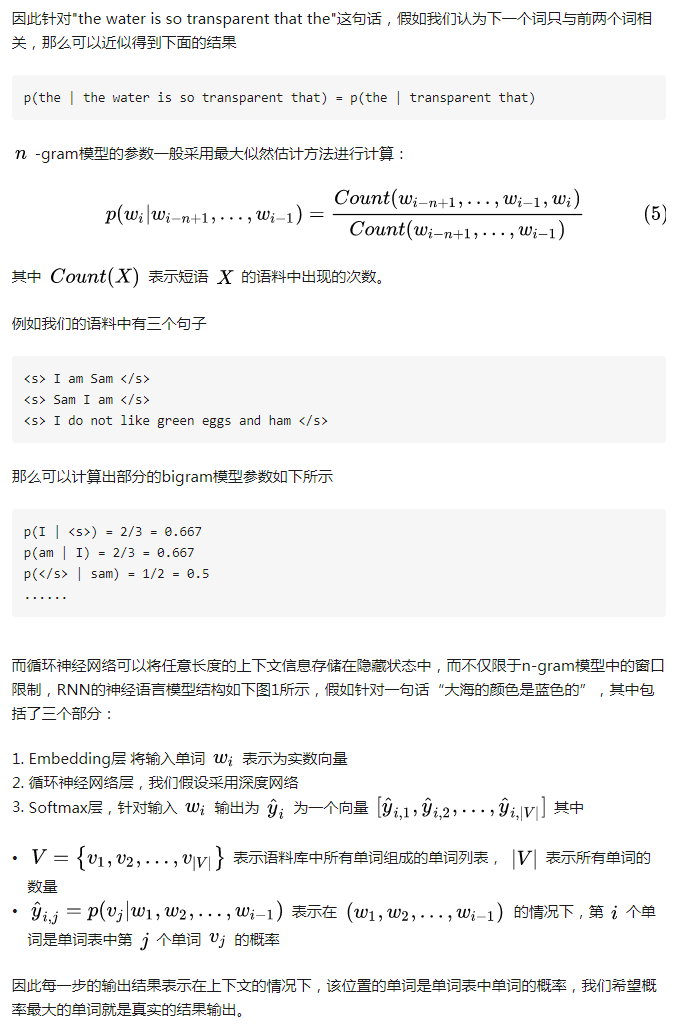 因此针对"the water is so transparent that the"这句话，假如我们认为下一个词只与前两个词相
关，那么可以近似得到下面的结果
p(the | the water is so transparent that) = p(the | transparent that)
n -gram模型的参数一般采用最大似然估计方法进行计算：
p(w_i|w_{i−n+1}, . . . , w_{i−1}) = \frac{Count(w_{i−n+1}, . . . , w_{i−1}, w_i)}{Count(w_{i−n+1}, . . . , w_{i−1})} (5)
其中 Count(X) 表示短语 X 的语料中出现的次数。
例如我们的语料中有三个句子
<s> I am Sam </s>
<s> Sam I am </s>
<s> I do not like green eggs and ham </s>
那么可以计算出部分的bigram模型参数如下所示
p(I | <s>) = 2/3 = 0.667
p(am | I) = 2/3 = 0.667
p(</s> | sam) = 1/2 = 0.5
......
而循环神经网络可以将任意长度的上下文信息存储在隐藏状态中，而不仅限于n-gram模型中的窗口
限制，RNN的神经语言模型结构如下图1所示，假如针对一句话“大海的颜色是蓝色的”，其中包
括了三个部分：
1. Embedding层 将输入单词 w_i 表示为实数向量
2. 循环神经网络层，我们假设采用深度网络
3. Softmax层，针对输入 w_i 输出为 ŷ_i 为一个向量 [ŷ_{i,1}, ŷ_{i,2}, . . . , ŷ_{i,|V|}] 其中
• V = {v_1, v_2, . . . , v_{|V|}} 表示语料库中所有单词组成的单词列表， |V| 表示所有单词的
数量
• ŷ_{i,j} = p(v_j|w_1, w_2, . . . , w_{i−1}) 表示在 (w_1, w_2, . . . , w_{i−1}) 的情况下，第 i 个单
词是单词表中第 j 个单词 v_j 的概率
因此每一步的输出结果表示在上下文的情况下，该位置的单词是单词表中单词的概率，我们希望概
率最大的单词就是真实的结果输出。